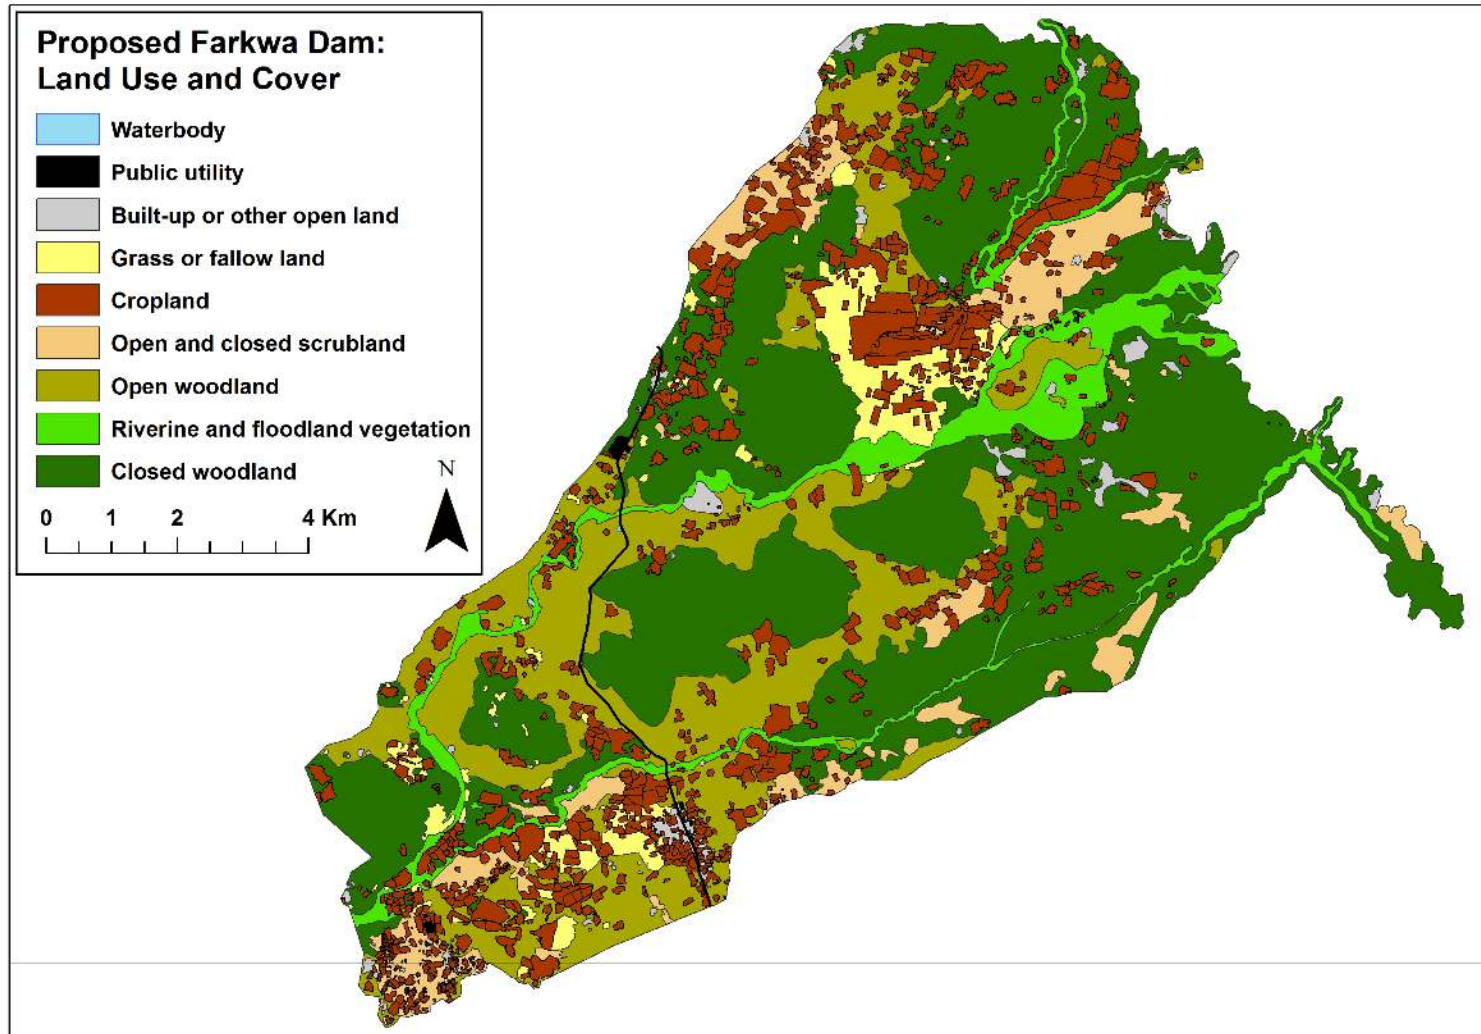 Proposed Farkwa Dam:
Land Use and Cover
Waterbody
Public utility
Built-up or other open land
Grass or fallow land
Cropland
Open and closed scrubland
Open woodland
Riverine and floodland vegetation
Closed woodland
N
0 1 2 4 Km